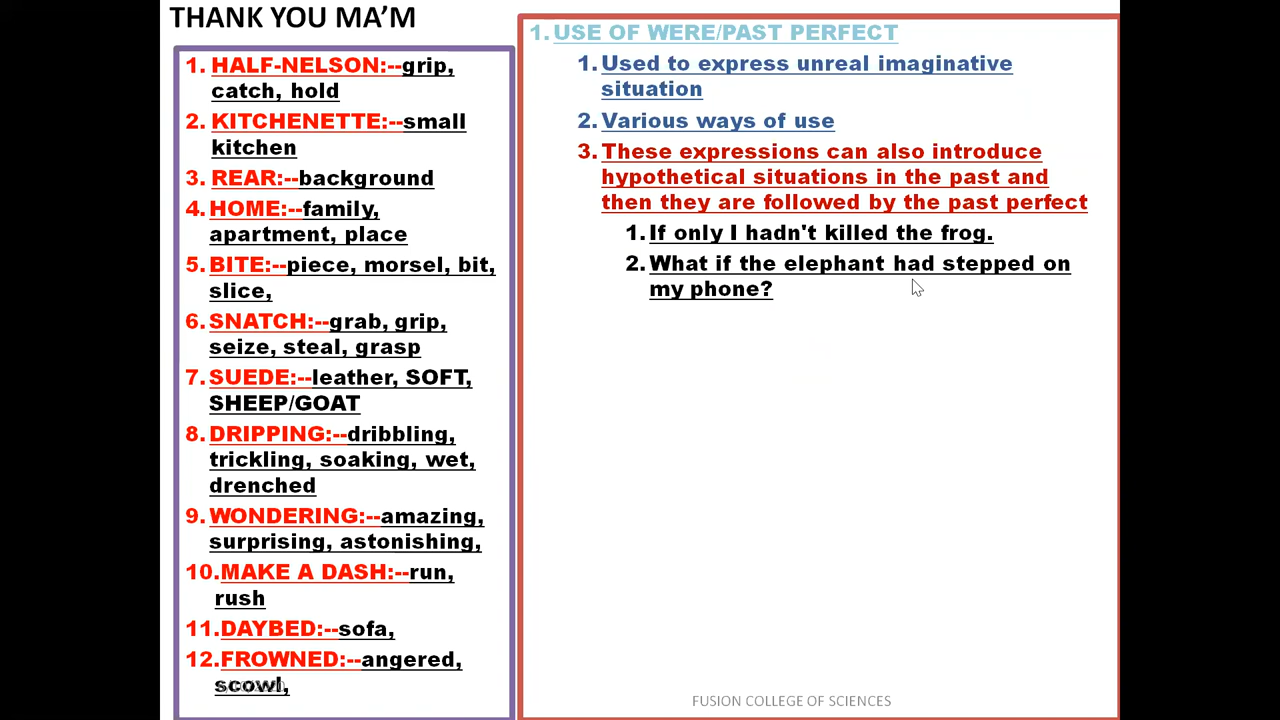 THANK YOU MA’M
1. HALF-NELSON:--grip,
catch, hold
2. KITCHENETTE:--small
kitchen
3. REAR:--background
4. HOME:--family,
apartment, place
5. BITE:--piece, morsel, bit,
slice,
6. SNATCH:--grab, grip,
seize, steal, grasp
7. SUEDE:--leather, SOFT,
SHEEP/GOAT
8. DRIPPING:--dribbling,
trickling, soaking, wet,
drenched
9. WONDERING:--amazing,
surprising, astonishing,
10. MAKE A DASH:--run,
rush
11. DAYBED:--sofa,
12. FROWNED:--angered,
scowl,
1. USE OF WERE/PAST PERFECT
1. Used to express unreal imaginative
situation
2. Various ways of use
3. These expressions can also introduce
hypothetical situations in the past and
then they are followed by the past perfect
1. If only I hadn't killed the frog.
2. What if the elephant had stepped on
my phone?
FUSION COLLEGE OF SCIENCES